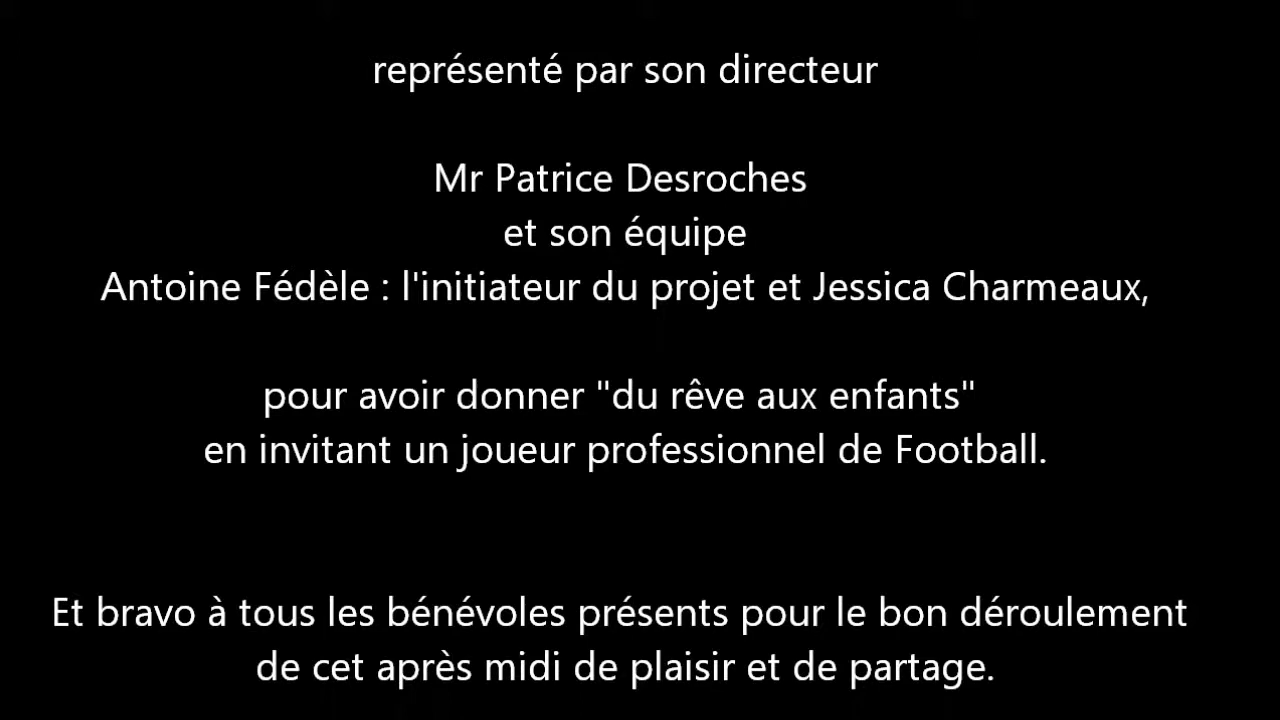 représenté par son directeur
Mr Patrice Desroches
et son équipe
Antoine Fédèle : l'initiateur du projet et Jessica Charmeaux,
pour avoir donner "du rêve aux enfants"
en invitant un joueur professionnel de Football.
Et bravo à tous les bénévoles présents pour le bon déroulement
de cet après midi de plaisir et de partage.